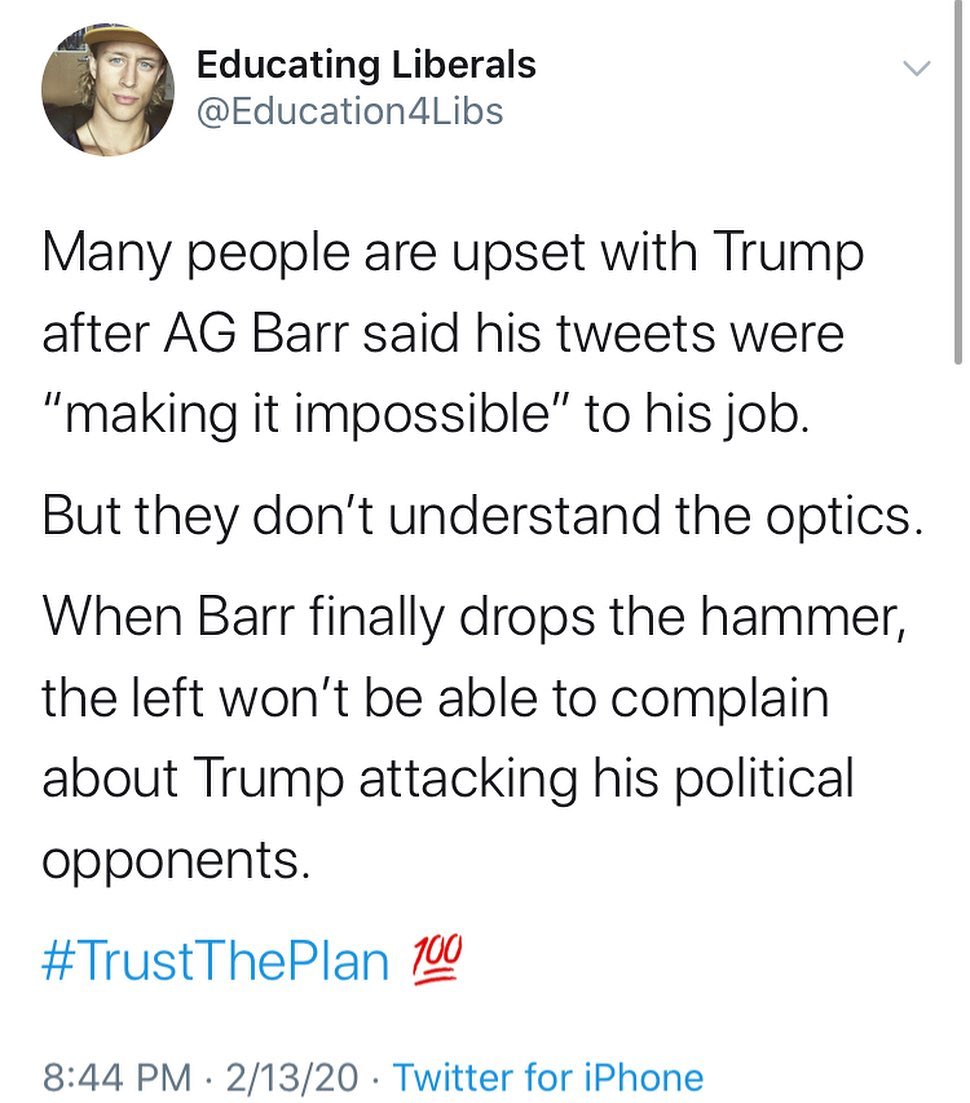 Educating Liberals
@Education4Libs
Many people are upset with Trump
after AG Barr said his tweets were
“making it impossible” to his job.
But they don’t understand the optics.
When Barr finally drops the hammer,
the left won’t be able to complain
about Trump attacking his political
opponents.
#TrustThePlan 💯
8:44 PM · 2/13/20 · Twitter for iPhone